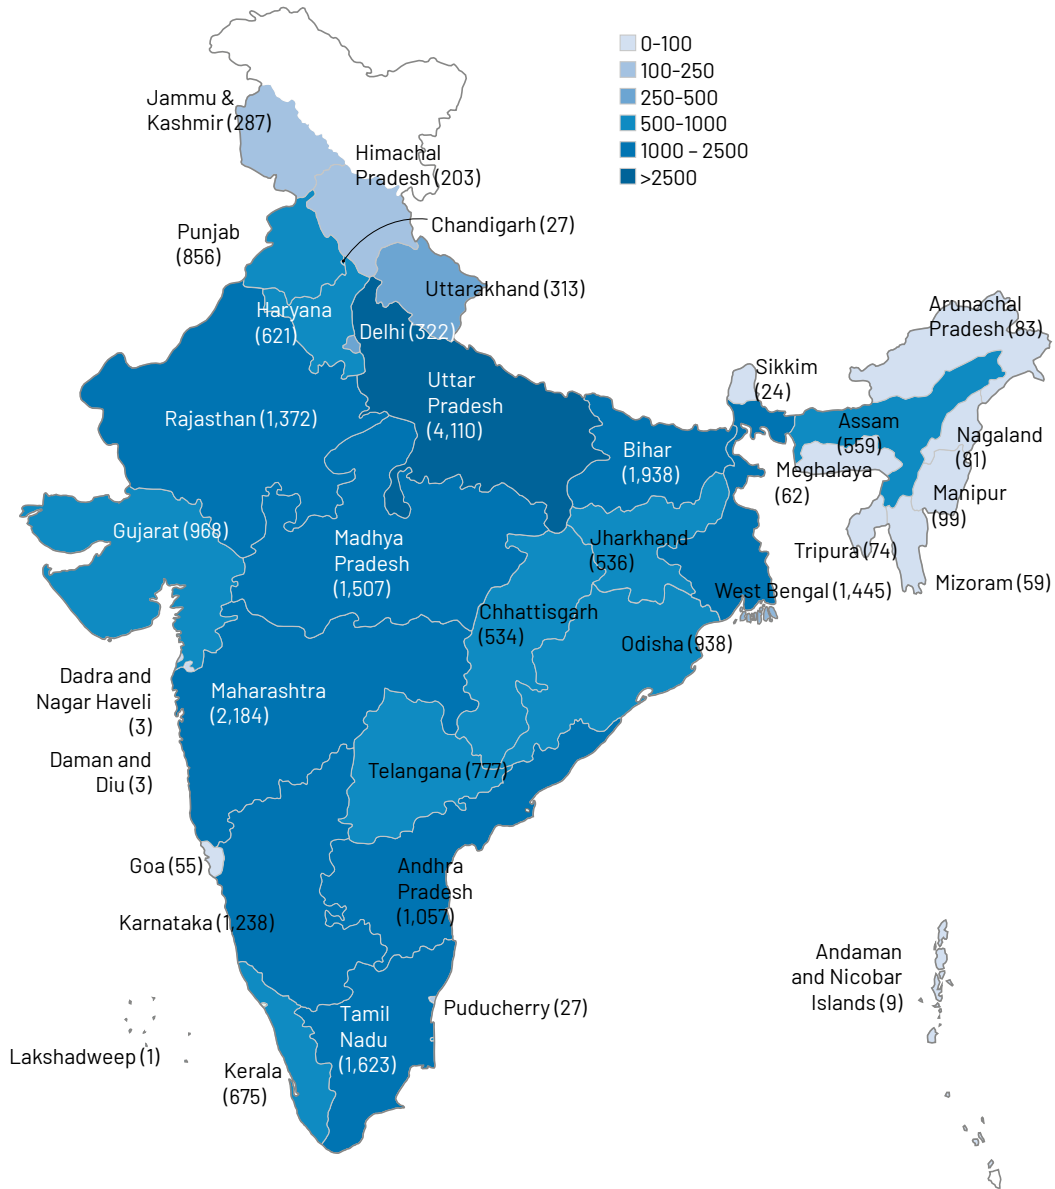 0-100
100-250
250-500
500-1000
1000 - 2500
>2500
Jammu &
Kashmir (287)
Himachal
Pradesh (203)
Chandigarh (27)
Punjab
(856)
Uttarakhand (313)
Haryana
(621)
Delhi (322)
Arunachal
Pradesh (83)
Sikkim
(24)
Uttar
Pradesh
(4,110)
Rajasthan (1,372)
Assam
(559)
Nagaland
(81)
Bihar
(1,938)
Meghalaya
(62)
Manipur
(99)
Gujarat (968)
Madhya
Pradesh
(1,507)
Jharkhand
(536)
Tripura (74)
Mizoram (59)
West Bengal (1,445)
Chhattisgarh
(534)
Odisha (938)
Dadra and
Nagar Haveli
(3)
Maharashtra
(2,184)
Daman and
Diu (3)
Telangana (777)
Goa (55)
Andhra
Pradesh
(1,057)
Karnataka (1,238)
Andaman
and Nicobar
Islands (9)
Puducherry (27)
Tamil
Nadu
(1,623)
Lakshadweep (1)
Kerala
(675)